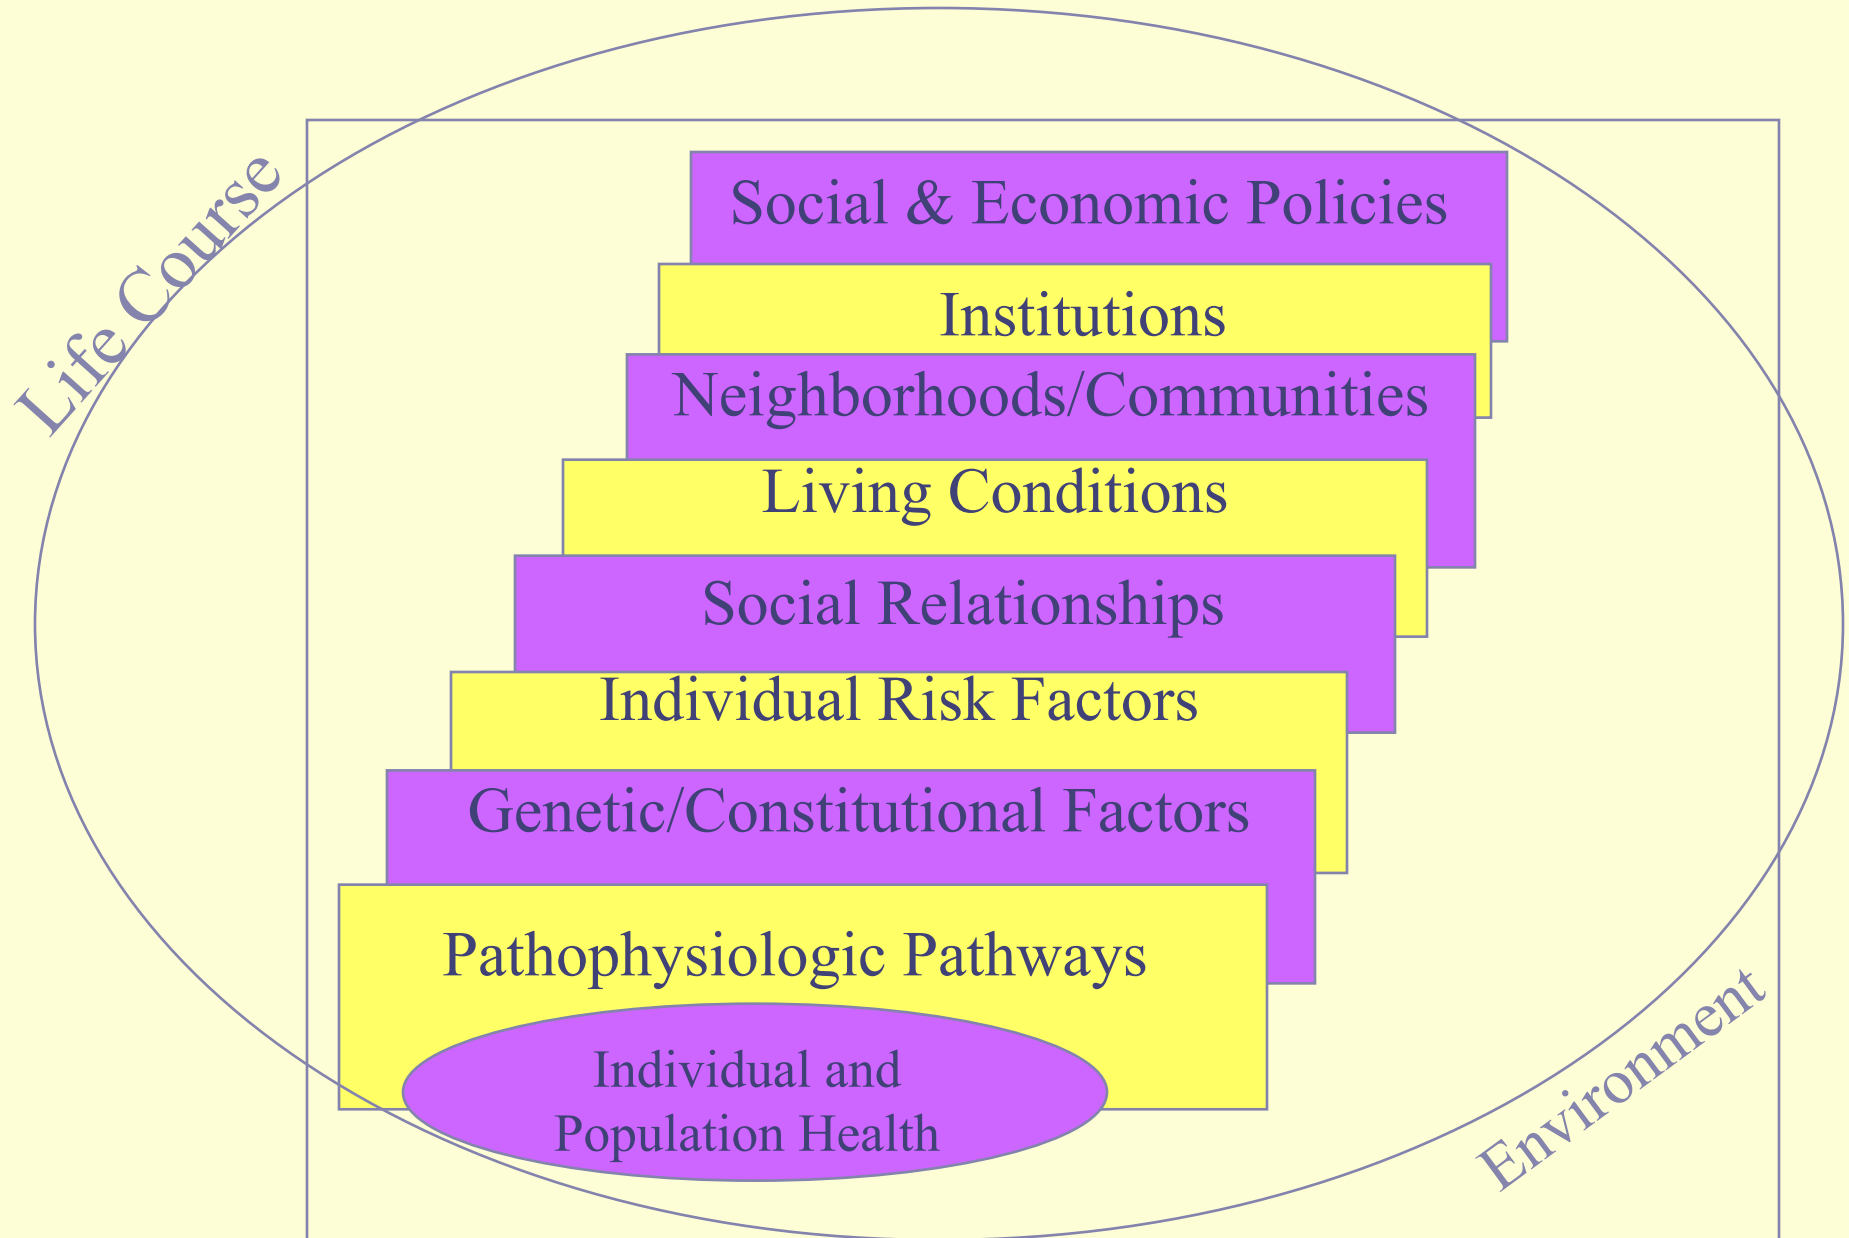 Life Course
Social & Economic Policies
Institutions
Neighborhoods/Communities
Living Conditions
Social Relationships
Individual Risk Factors
Genetic/Constitutional Factors
Pathophysiologic Pathways
Individual and
Population Health
Environment